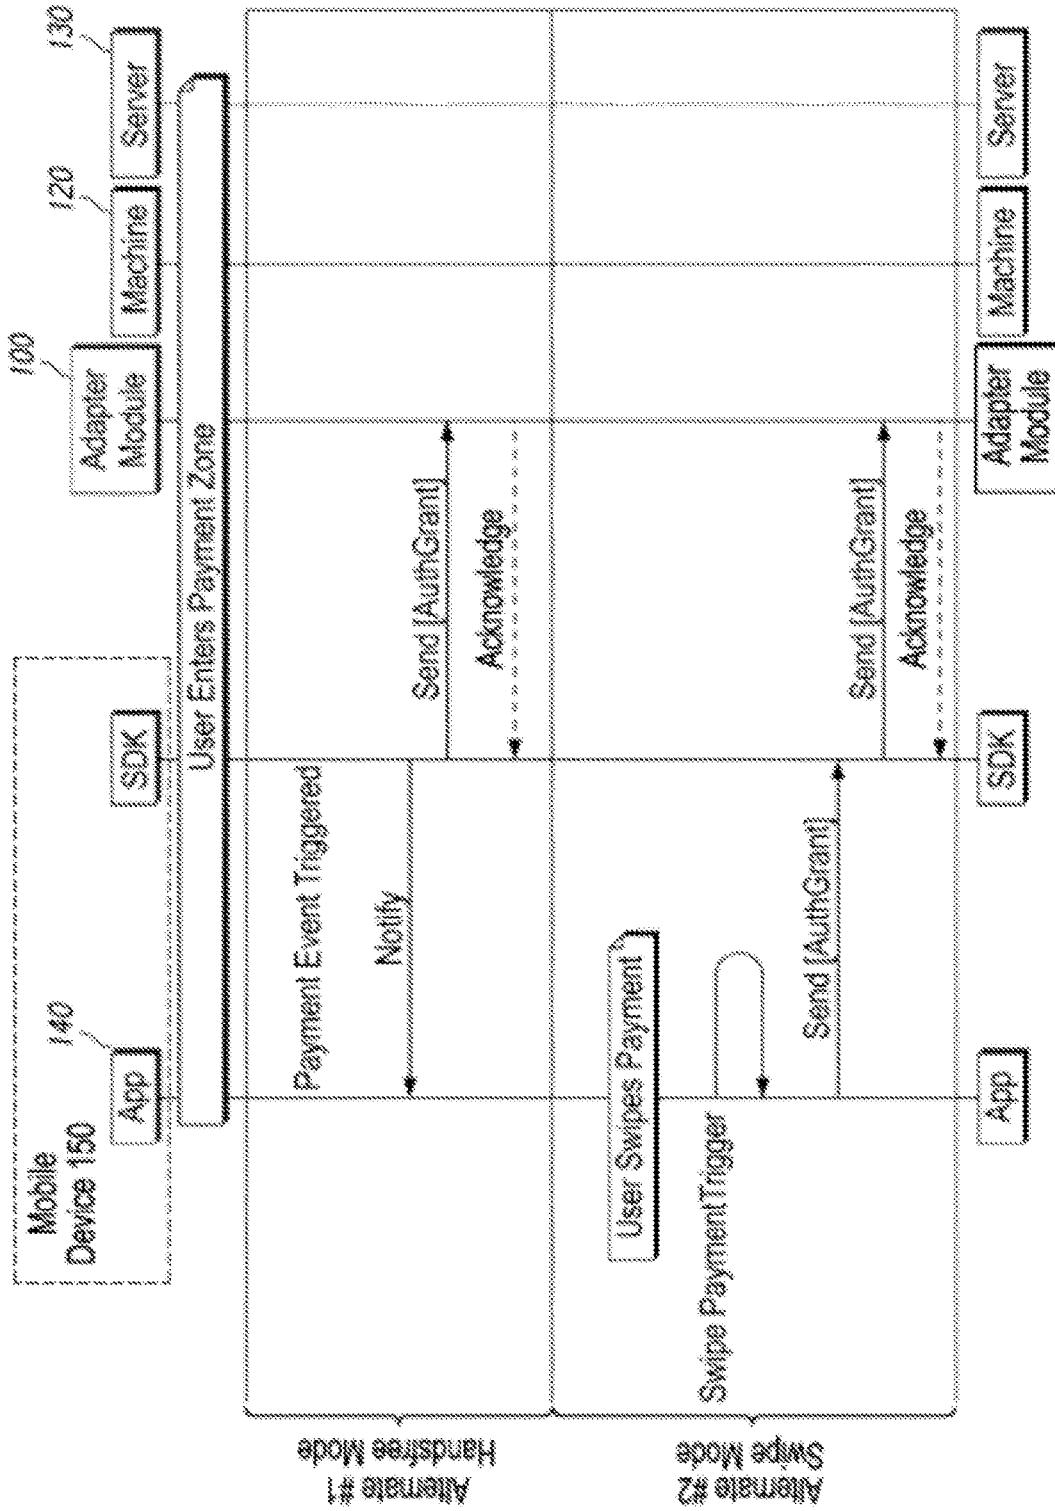 Mobile
Device 150
140
App
SDK
100
Adapter
Module
120
Machine
130
Server
User Enters Payment Zone
Alternate #1
Handsfree Mode
Payment Event Triggered
Notify
Send [AuthGrant]
Acknowledge
Alternate #2
Swipe Mode
User Swipes Payment
Swipe PaymentTrigger
Send [AuthGrant]
Send [AuthGrant]
Acknowledge
App
SDK
Adapter
Module
Machine
Server